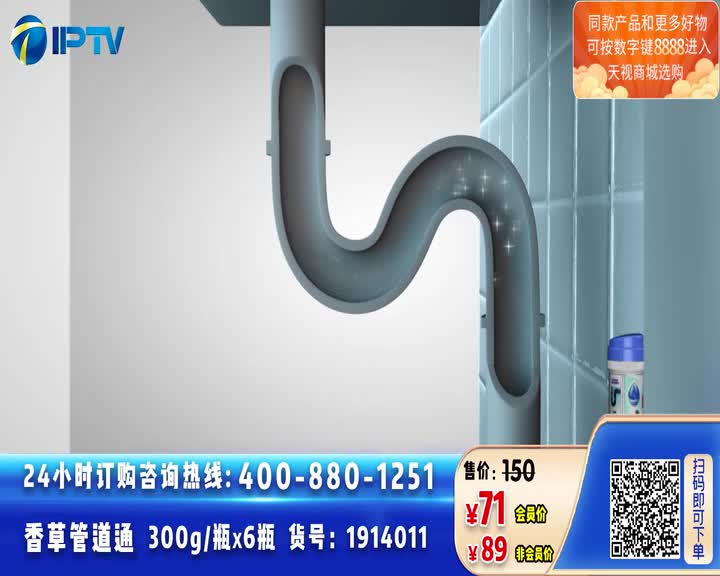 IPTV
同款产品和更多好物
可按数字键8888进入
天视商城选购
24小时订购咨询热线:400-880-1251
香草管道通 300g/瓶x6瓶 货号:1914011
售价:150
¥71 会员价
¥89 非会员价
扫码即可下单